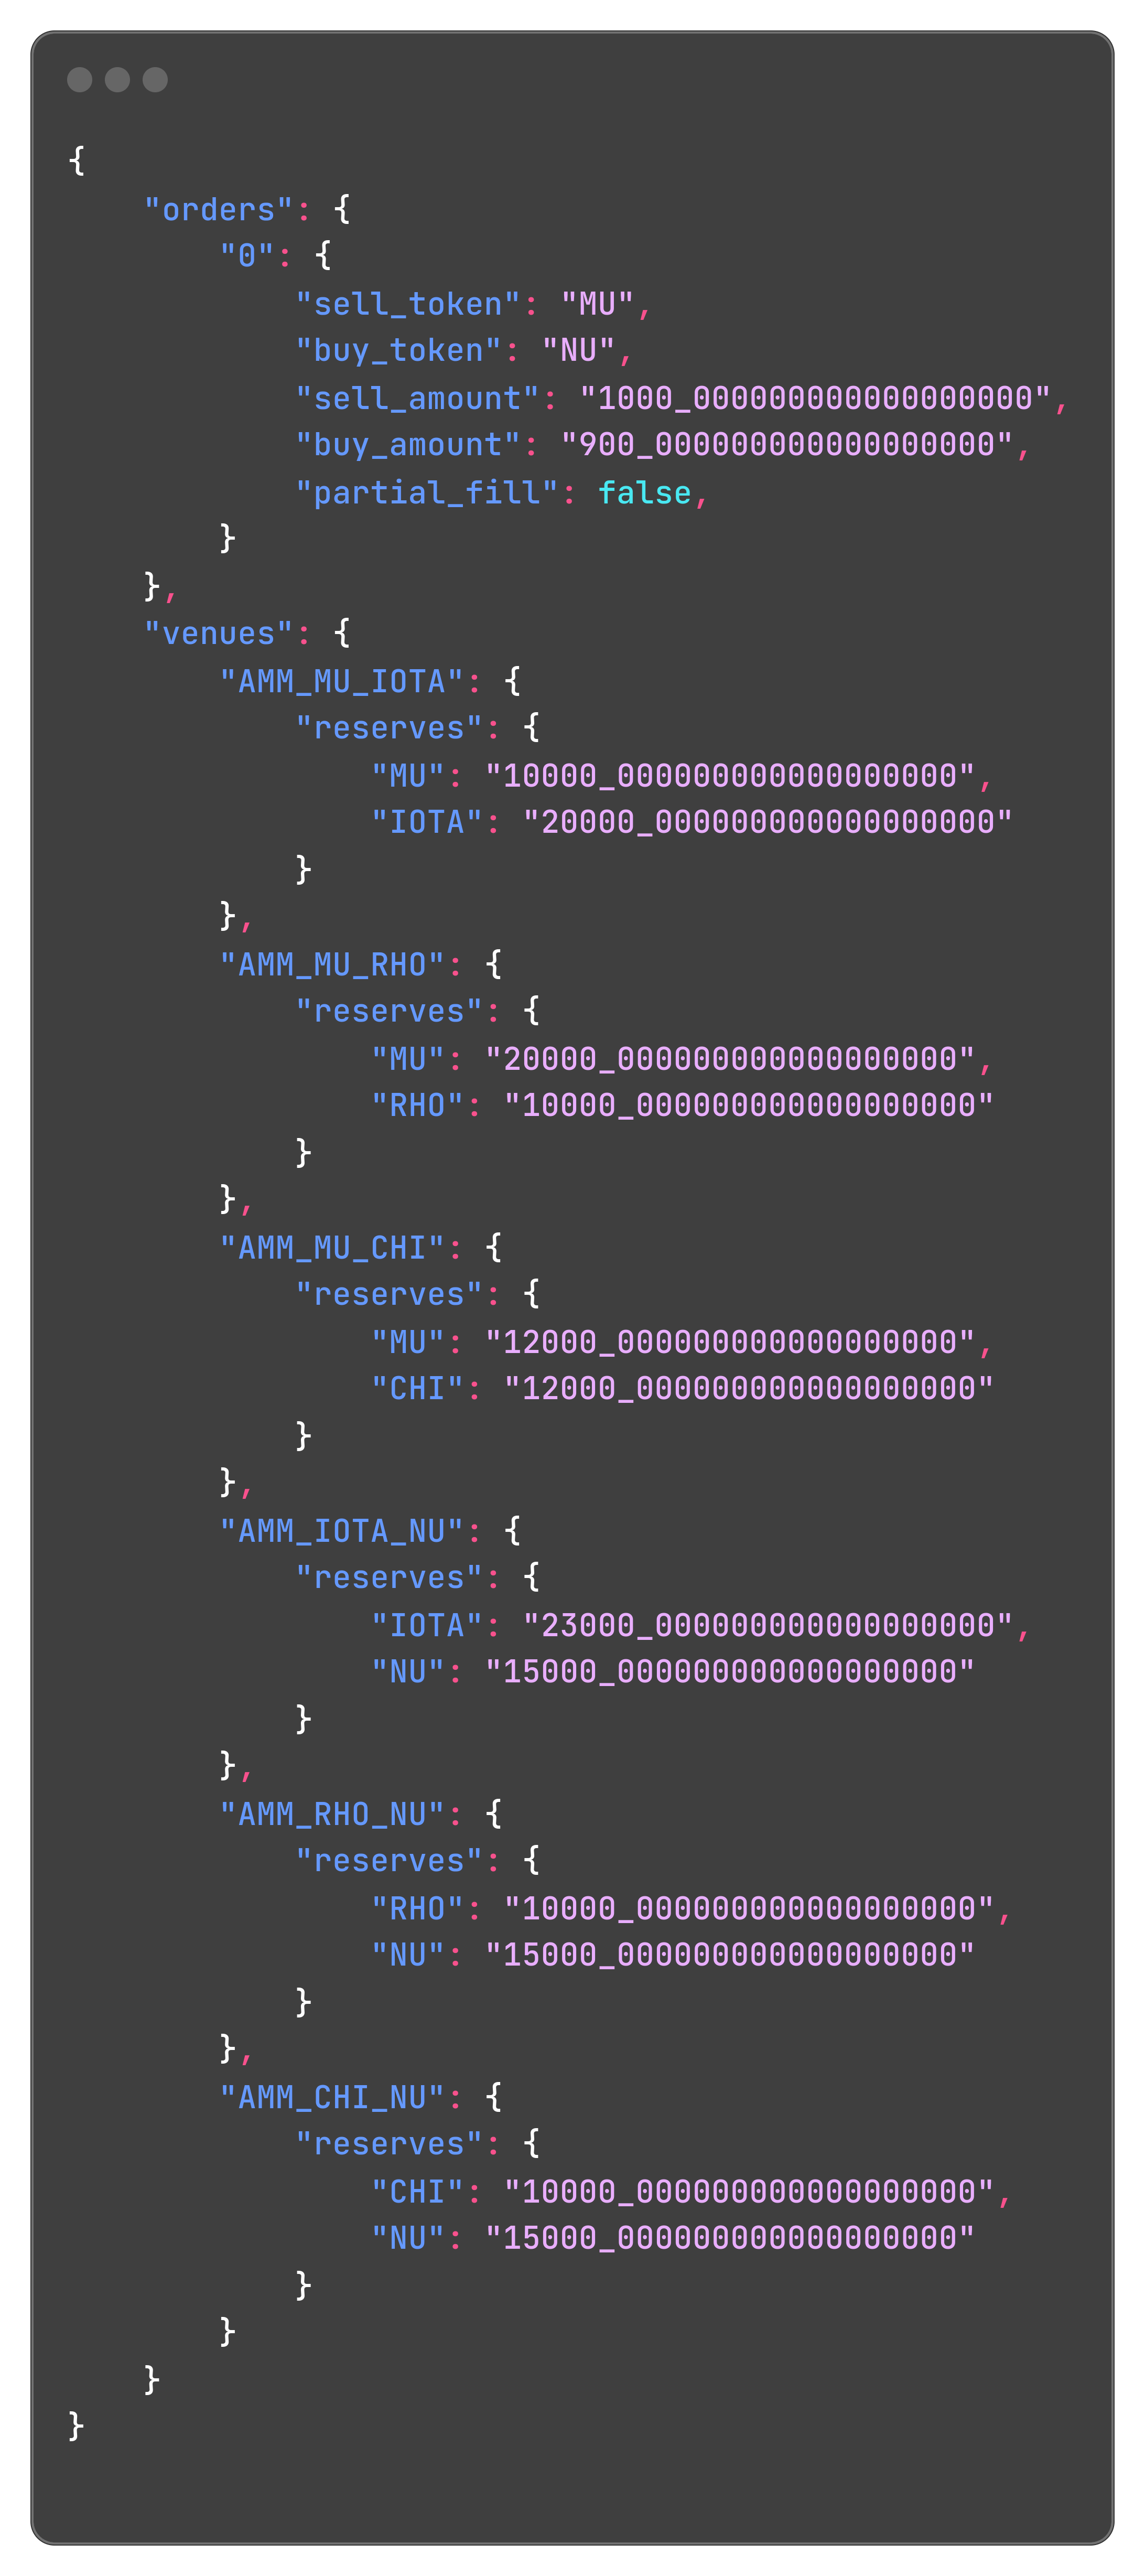 {
    "orders": {
        "0": {
            "sell_token": "MU",
            "buy_token": "NU",
            "sell_amount": "1000_000000000000000000",
            "buy_amount": "900_000000000000000000",
            "partial_fill": false,
        }
    },
    "venues": {
        "AMM_MU_IOTA": {
            "reserves": {
                "MU": "10000_000000000000000000",
                "IOTA": "20000_000000000000000000"
            }
        },
        "AMM_MU_RHO": {
            "reserves": {
                "MU": "20000_000000000000000000",
                "RHO": "10000_000000000000000000"
            }
        },
        "AMM_MU_CHI": {
            "reserves": {
                "MU": "12000_000000000000000000",
                "CHI": "12000_000000000000000000"
            }
        },
        "AMM_IOTA_NU": {
            "reserves": {
                "IOTA": "23000_000000000000000000",
                "NU": "15000_000000000000000000"
            }
        },
        "AMM_RHO_NU": {
            "reserves": {
                "RHO": "10000_000000000000000000",
                "NU": "15000_000000000000000000"
            }
        },
        "AMM_CHI_NU": {
            "reserves": {
                "CHI": "10000_000000000000000000",
                "NU": "15000_000000000000000000"
            }
        }
    }
}